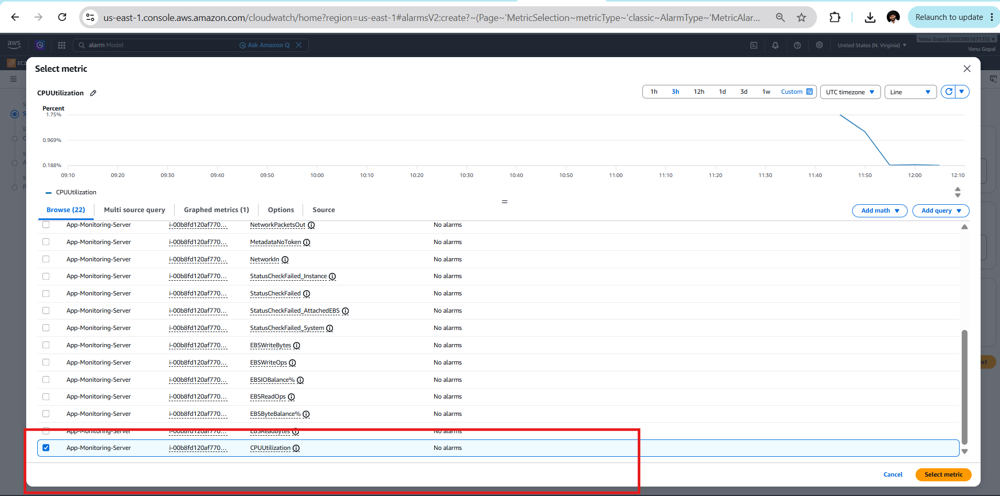 us-east-1.console.aws.amazon.com/cloudwatch/home?region=us-east-1#alarmsV2:create?~(Page~'MetricSelection~metricType~'classic~AlarmType~'MetricAlar...
Relaunch to update
aws
alarm Model
Ask Amazon Q
United States (N. Virginia)
Venu Gopal (800380167135)
Venu Gopal
EC2
Select metric
CPUUtilization
1h 3h 12h 1d 3d 1w Custom
UTC timezone
Line
Percent
1.75%
0.969%
0.188%
09:10 09:20 09:30 09:40 09:50 10:00 10:10 10:20 10:30 10:40 10:50 11:00 11:10 11:20 11:30 11:40 11:50 12:00 12:10
CPUUtilization
Browse (22) Multi source query Graphed metrics (1) Options Source
Add math
Add query
App-Monitoring-Server i-00b8fd120af770... NetworkPacketsOut No alarms
App-Monitoring-Server i-00b8fd120af770... MetadataNoToken No alarms
App-Monitoring-Server i-00b8fd120af770... NetworkIn No alarms
App-Monitoring-Server i-00b8fd120af770... StatusCheckFailed_Instance No alarms
App-Monitoring-Server i-00b8fd120af770... StatusCheckFailed No alarms
App-Monitoring-Server i-00b8fd120af770... StatusCheckFailed_AttachedEBS No alarms
App-Monitoring-Server i-00b8fd120af770... StatusCheckFailed_System No alarms
App-Monitoring-Server i-00b8fd120af770... EBSWriteBytes No alarms
App-Monitoring-Server i-00b8fd120af770... EBSWriteOps No alarms
App-Monitoring-Server i-00b8fd120af770... EBSIOBalance% No alarms
App-Monitoring-Server i-00b8fd120af770... EBSReadOps No alarms
App-Monitoring-Server i-00b8fd120af770... EBSByteBalance% No alarms
App-Monitoring-Server i-00b8fd120af770... EBSReadBytes No alarms
App-Monitoring-Server i-00b8fd120af770... CPUUtilization No alarms
Cancel
Select metric